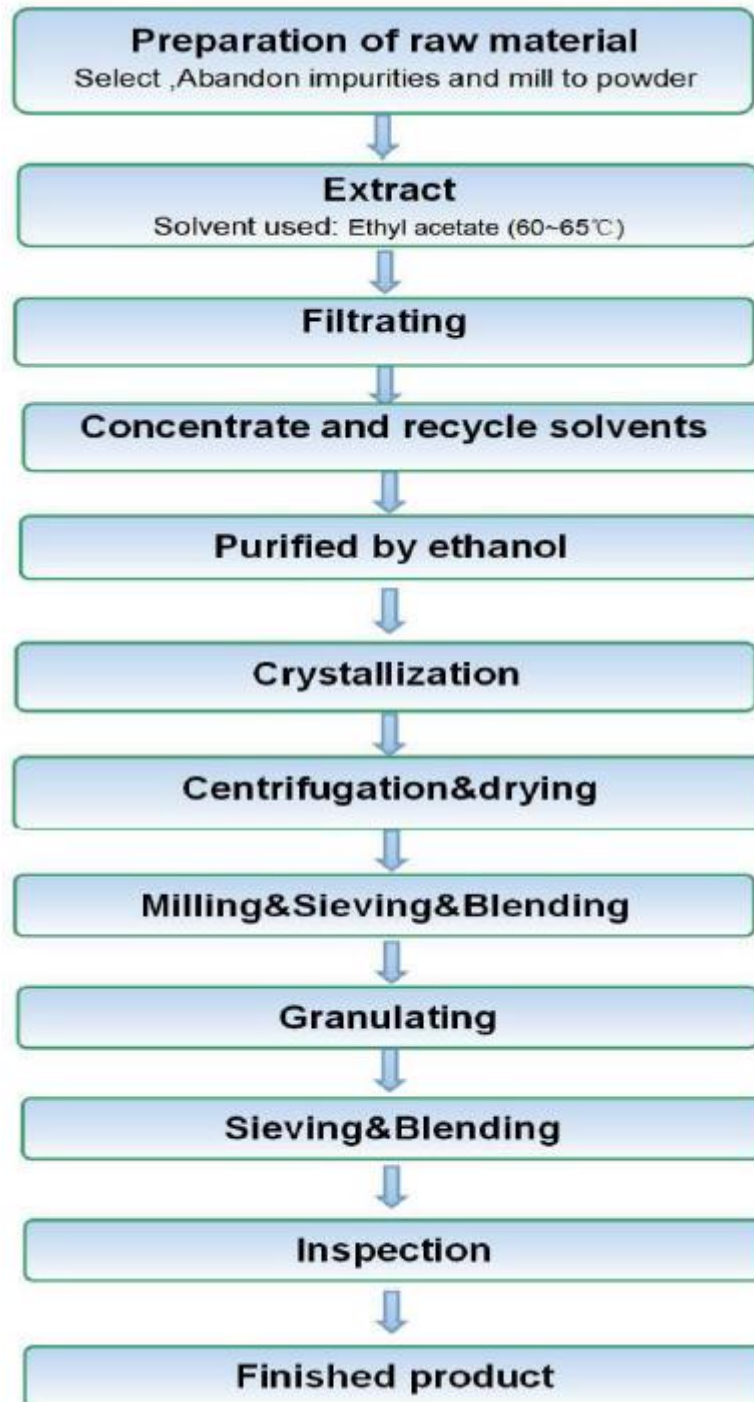 Preparation of raw material
Select ,Abandon impurities and mill to powder
Extract
Solvent used: Ethyl acetate (60~65℃)
Filtrating
Concentrate and recycle solvents
Purified by ethanol
Crystallization
Centrifugation&drying
Milling&Sieving&Blending
Granulating
Sieving&Blending
Inspection
Finished product